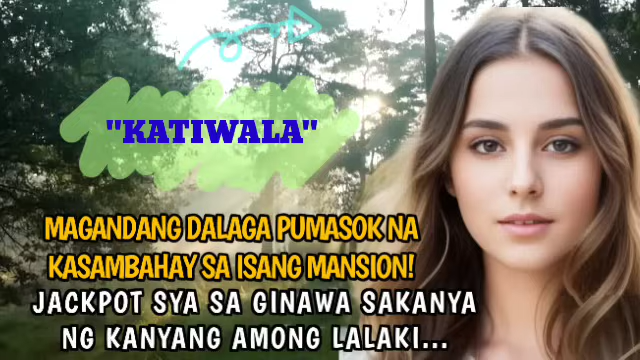 "KATIWALA"
MAGANDANG DALAGA PUMASOK NA
KASAMBAHAY SA ISANG MANSION!
JACKPOT SYA SA GINAWA SAKANYA
NG KANYANG AMONG LALAKI...